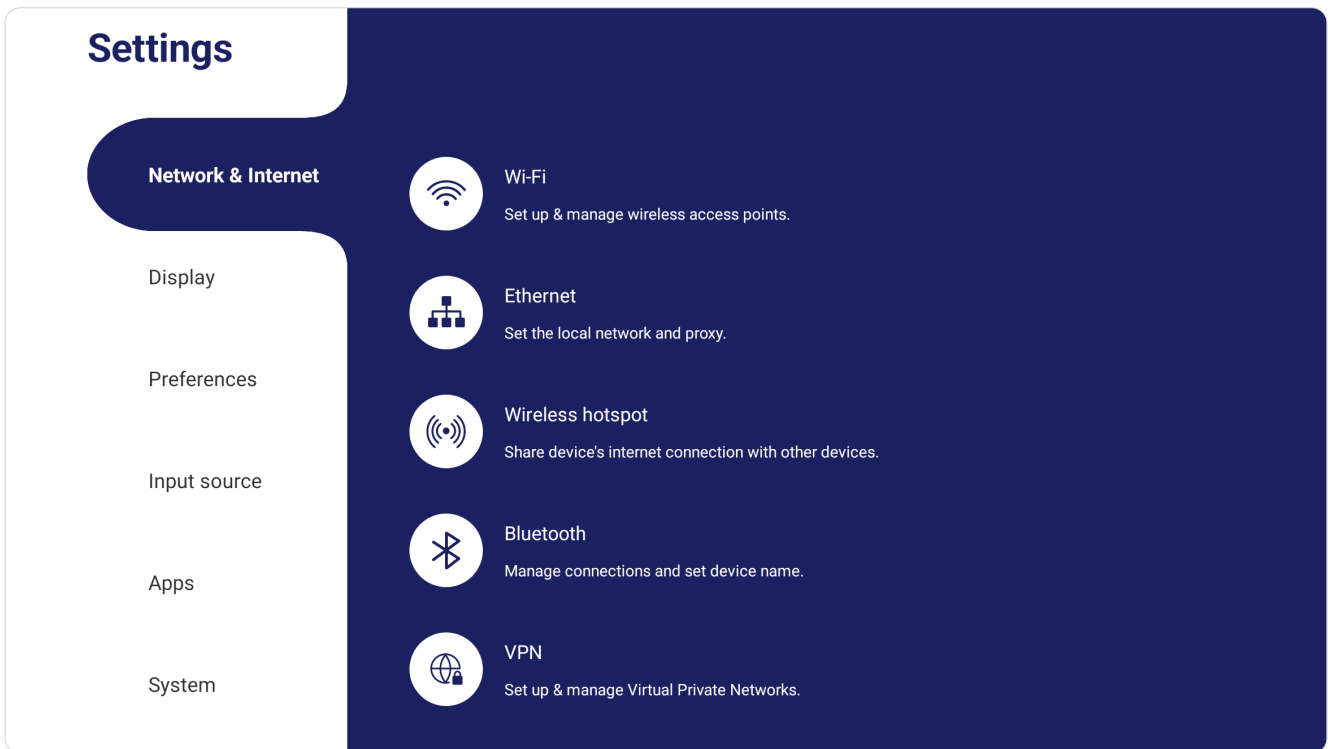 Settings
Network & Internet
Display
Preferences
Input source
Apps
System
Wi-Fi
Set up & manage wireless access points.
Ethernet
Set the local network and proxy.
Wireless hotspot
Share device's internet connection with other devices.
Bluetooth
Manage connections and set device name.
VPN
Set up & manage Virtual Private Networks.